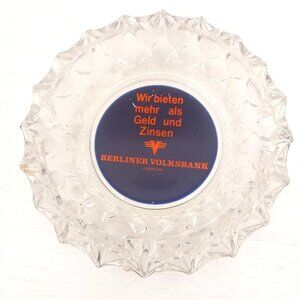 Wir bieten
mehr als
Geld und
Zinsen
BERLINER VOLKSBANK